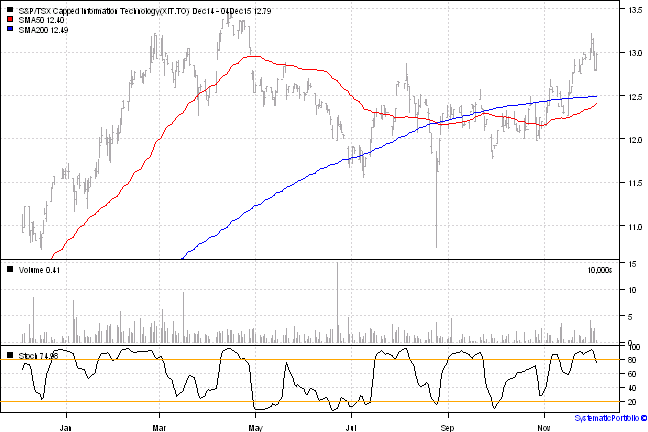 S&P/TSX Capped Information Technology(XIT.TO) Dec14 - 04Dec15 12.79
SMA50 12.40
SMA200 12.49
13.5
13.0
12.5
12.0
11.5
11.0
Volume 0.41
10,000s
15
10
5
0
Stoch 74.98
100
80
60
40
20
Jan Mar May Jul Sep Nov
SystematicPortfolio ©